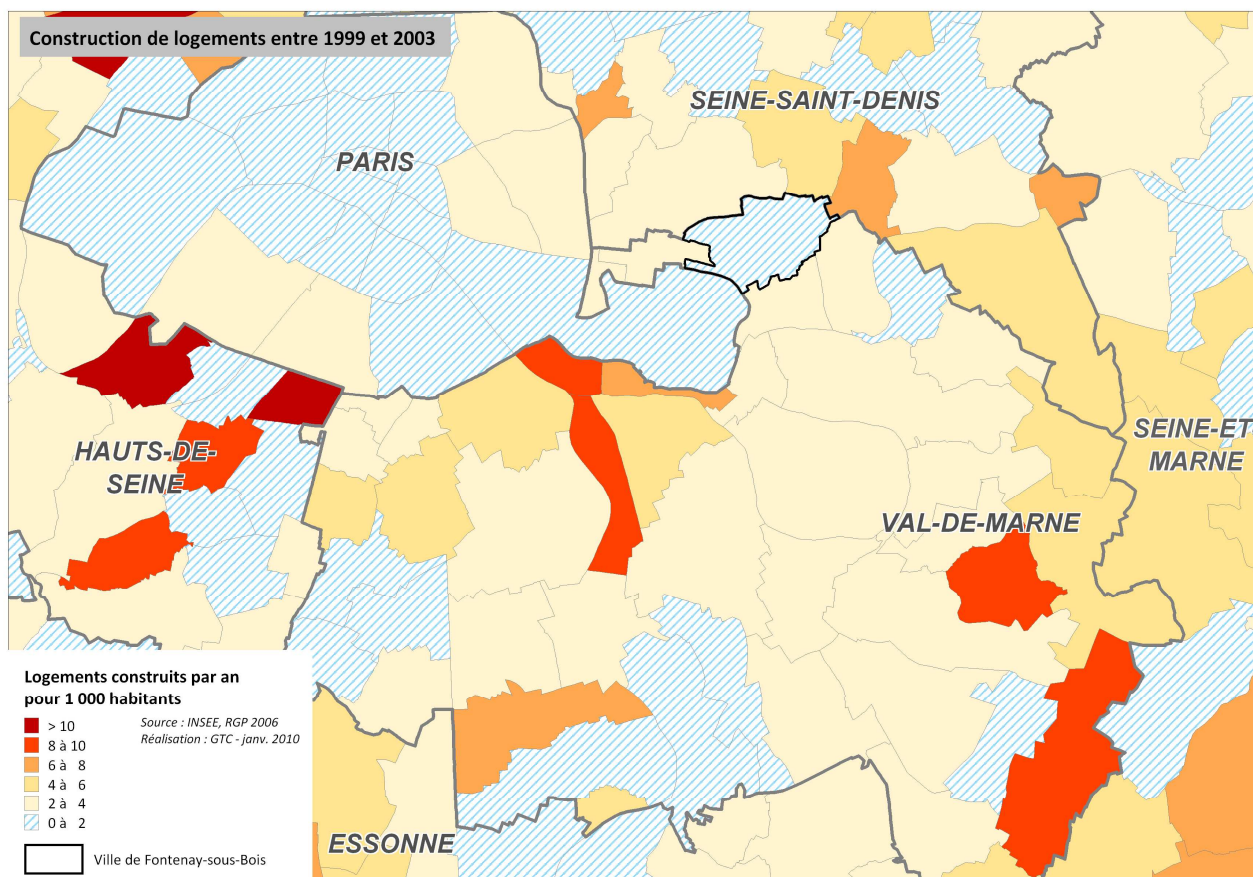 Construction de logements entre 1999 et 2003
SEINE-SAINT-DENIS
PARIS
HAUTS-DE-
SEINE
SEINE-ET-
MARNE
VAL-DE-MARNE
ESSONNE
Logements construits par an
pour 1 000 habitants
> 10
8 à 10
6 à 8
4 à 6
2 à 4
0 à 2
Source : INSEE, RGP 2006
Réalisation : GTC - janv. 2010
Ville de Fontenay-sous-Bois